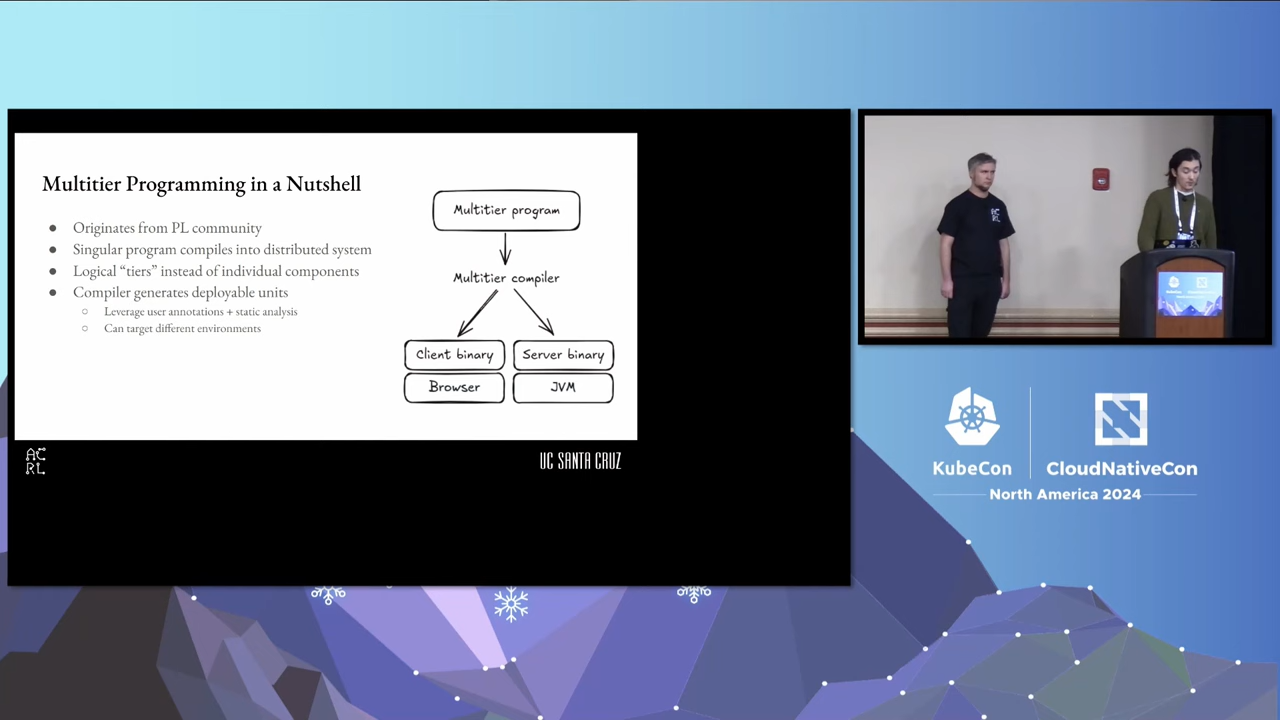 Multitier Programming in a Nutshell
● Originates from PL community
● Singular program compiles into distributed system
● Logical “tiers” instead of individual components
● Compiler generates deployable units
○ Leverage user annotations + static analysis
○ Can target different environments
Multitier program
Multitier compiler
Client binary
Server binary
Browser
JVM
AC
RL
UC SANTA CRUZ
AC
RL
KubeCon
CloudNativeCon
North America 2024